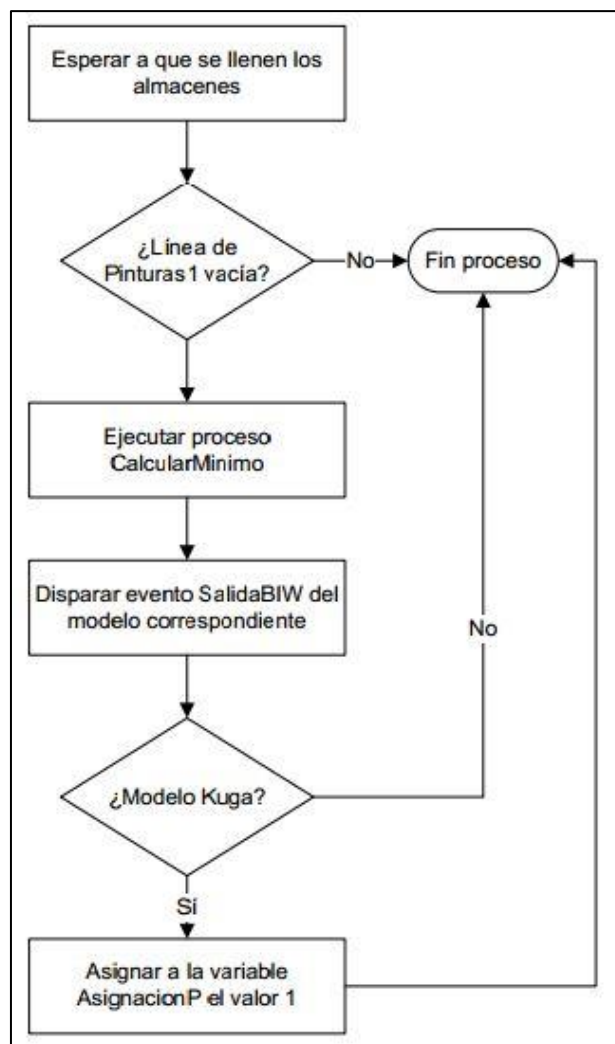 Esperar a que se llenen los
almacenes
¿Línea de
Pinturas1 vacía?
No
Fin proceso
Ejecutar proceso
CalcularMinimo
Disparar evento SalidaBIW del
modelo correspondiente
No
¿Modelo Kuga?
Sí
Asignar a la variable
AsignacionP el valor 1